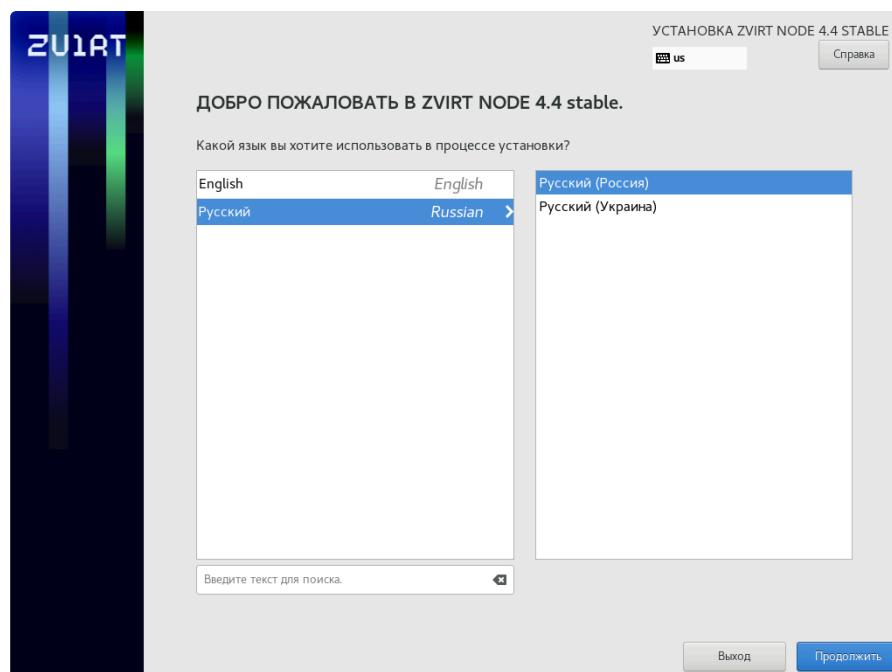 ZVIRT
УСТАНОВКА ZVIRT NODE 4.4 STABLE
us
Справка
ДОБРО ПОЖАЛОВАТЬ В ZVIRT NODE 4.4 stable.
Какой язык вы хотите использовать в процессе установки?
English English
Русский Russian
Русский (Россия)
Русский (Украина)
Введите текст для поиска.
Выход
Продолжить